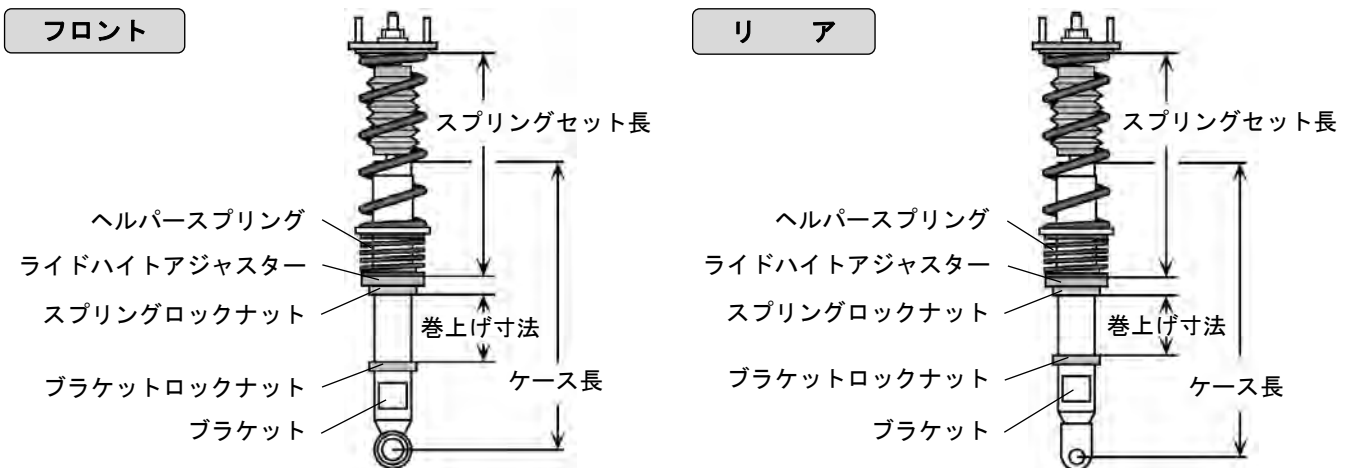 フロント
スプリングセット長
ヘルパースプリング
ライドハイトアジャスター
スプリングロックナット
巻上げ寸法
ブラケットロックナット
ケース長
ブラケット
リ　ア
スプリングセット長
ヘルパースプリング
ライドハイトアジャスター
スプリングロックナット
巻上げ寸法
ブラケットロックナット
ケース長
ブラケット